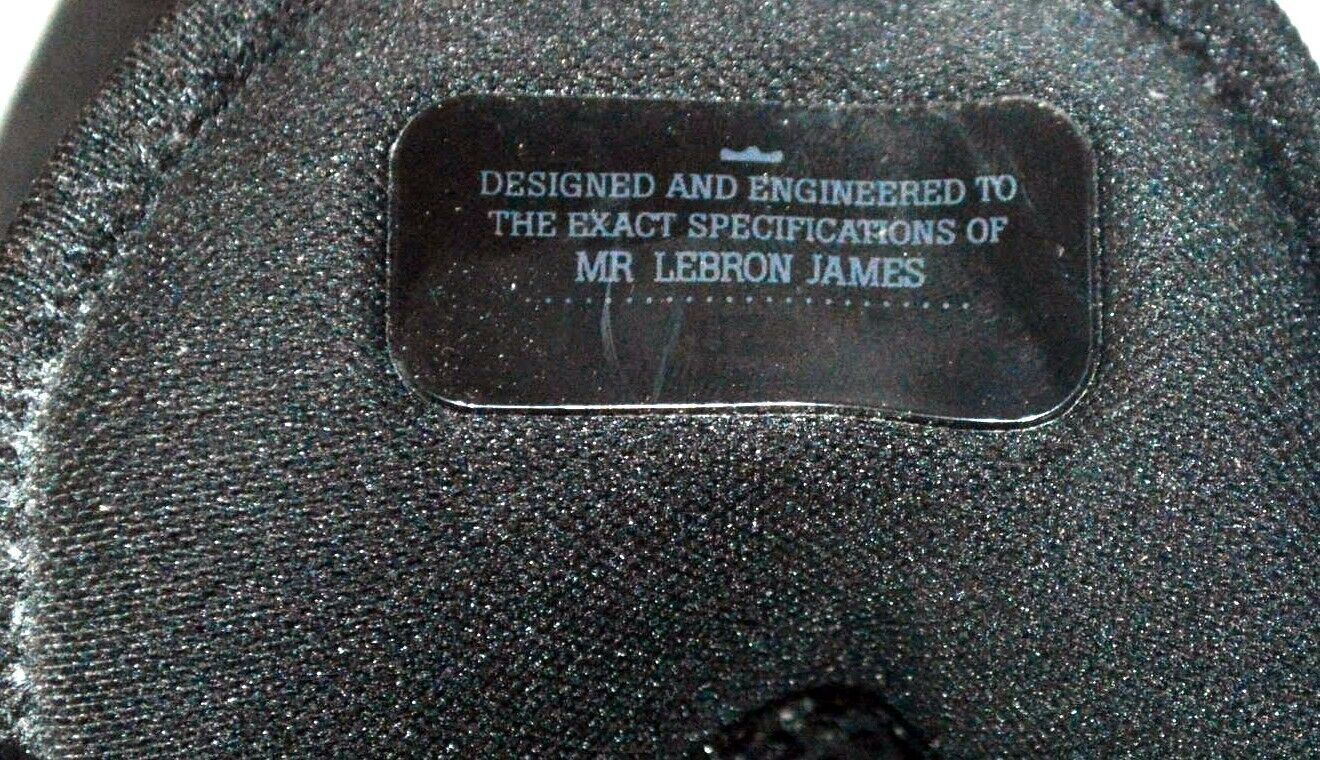 DESIGNED AND ENGINEERED TO
THE EXACT SPECIFICATIONS OF
MR LEBRON JAMES